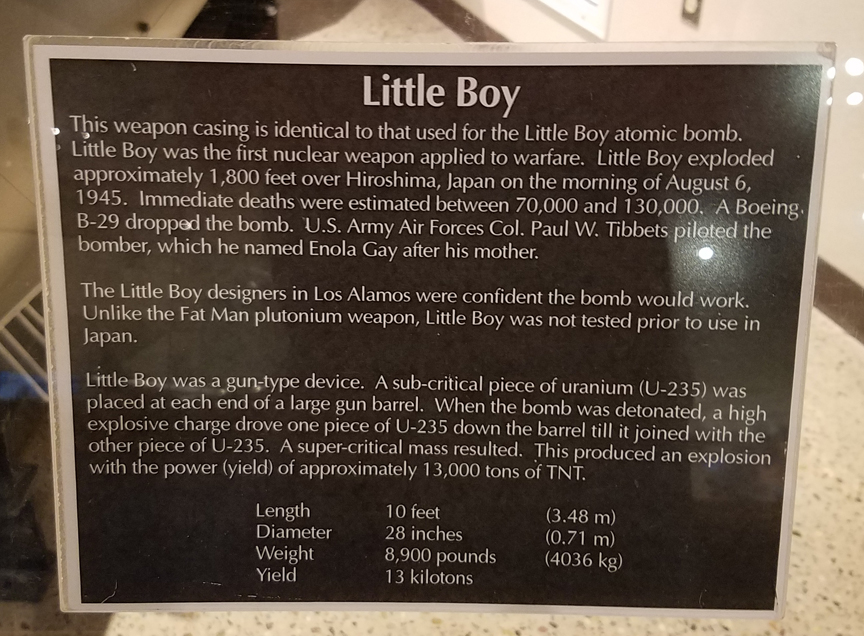 Little Boy
This weapon casing is identical to that used for the Little Boy atomic bomb.
Little Boy was the first nuclear weapon applied to warfare. Little Boy exploded
approximately 1,800 feet over Hiroshima, Japan on the morning of August 6,
1945. Immediate deaths were estimated between 70,000 and 130,000. A Boeing
B-29 dropped the bomb. U.S. Army Air Forces Col. Paul W. Tibbets piloted the
bomber, which he named Enola Gay after his mother.
The Little Boy designers in Los Alamos were confident the bomb would work.
Unlike the Fat Man plutonium weapon, Little Boy was not tested prior to use in
Japan.
Little Boy was a gun-type device. A sub-critical piece of uranium (U-235) was
placed at each end of a large gun barrel. When the bomb was detonated, a high
explosive charge drove one piece of U-235 down the barrel till it joined with the
other piece of U-235. A super-critical mass resulted. This produced an explosion
with the power (yield) of approximately 13,000 tons of TNT.
Length 10 feet (3.48 m)
Diameter 28 inches (0.71 m)
Weight 8,900 pounds (4036 kg)
Yield 13 kilotons